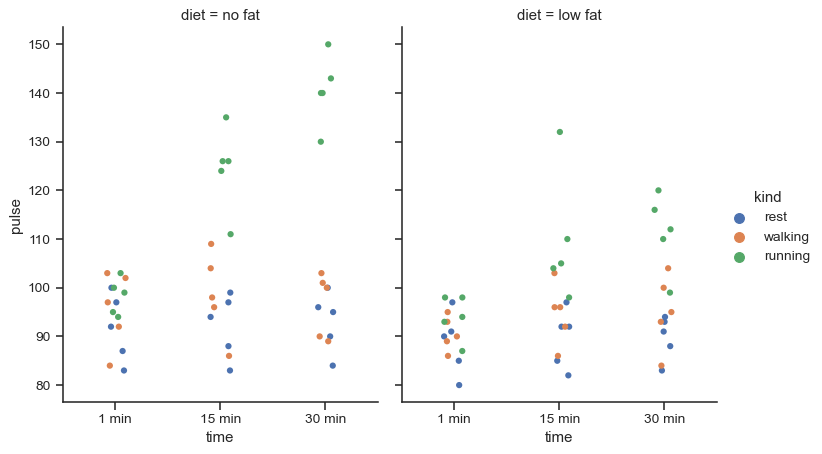 diet = no fat
diet = low fat
150
140
130
120
110
100
90
80
pulse
1 min
15 min
30 min
time
1 min
15 min
30 min
time
kind
rest
walking
running